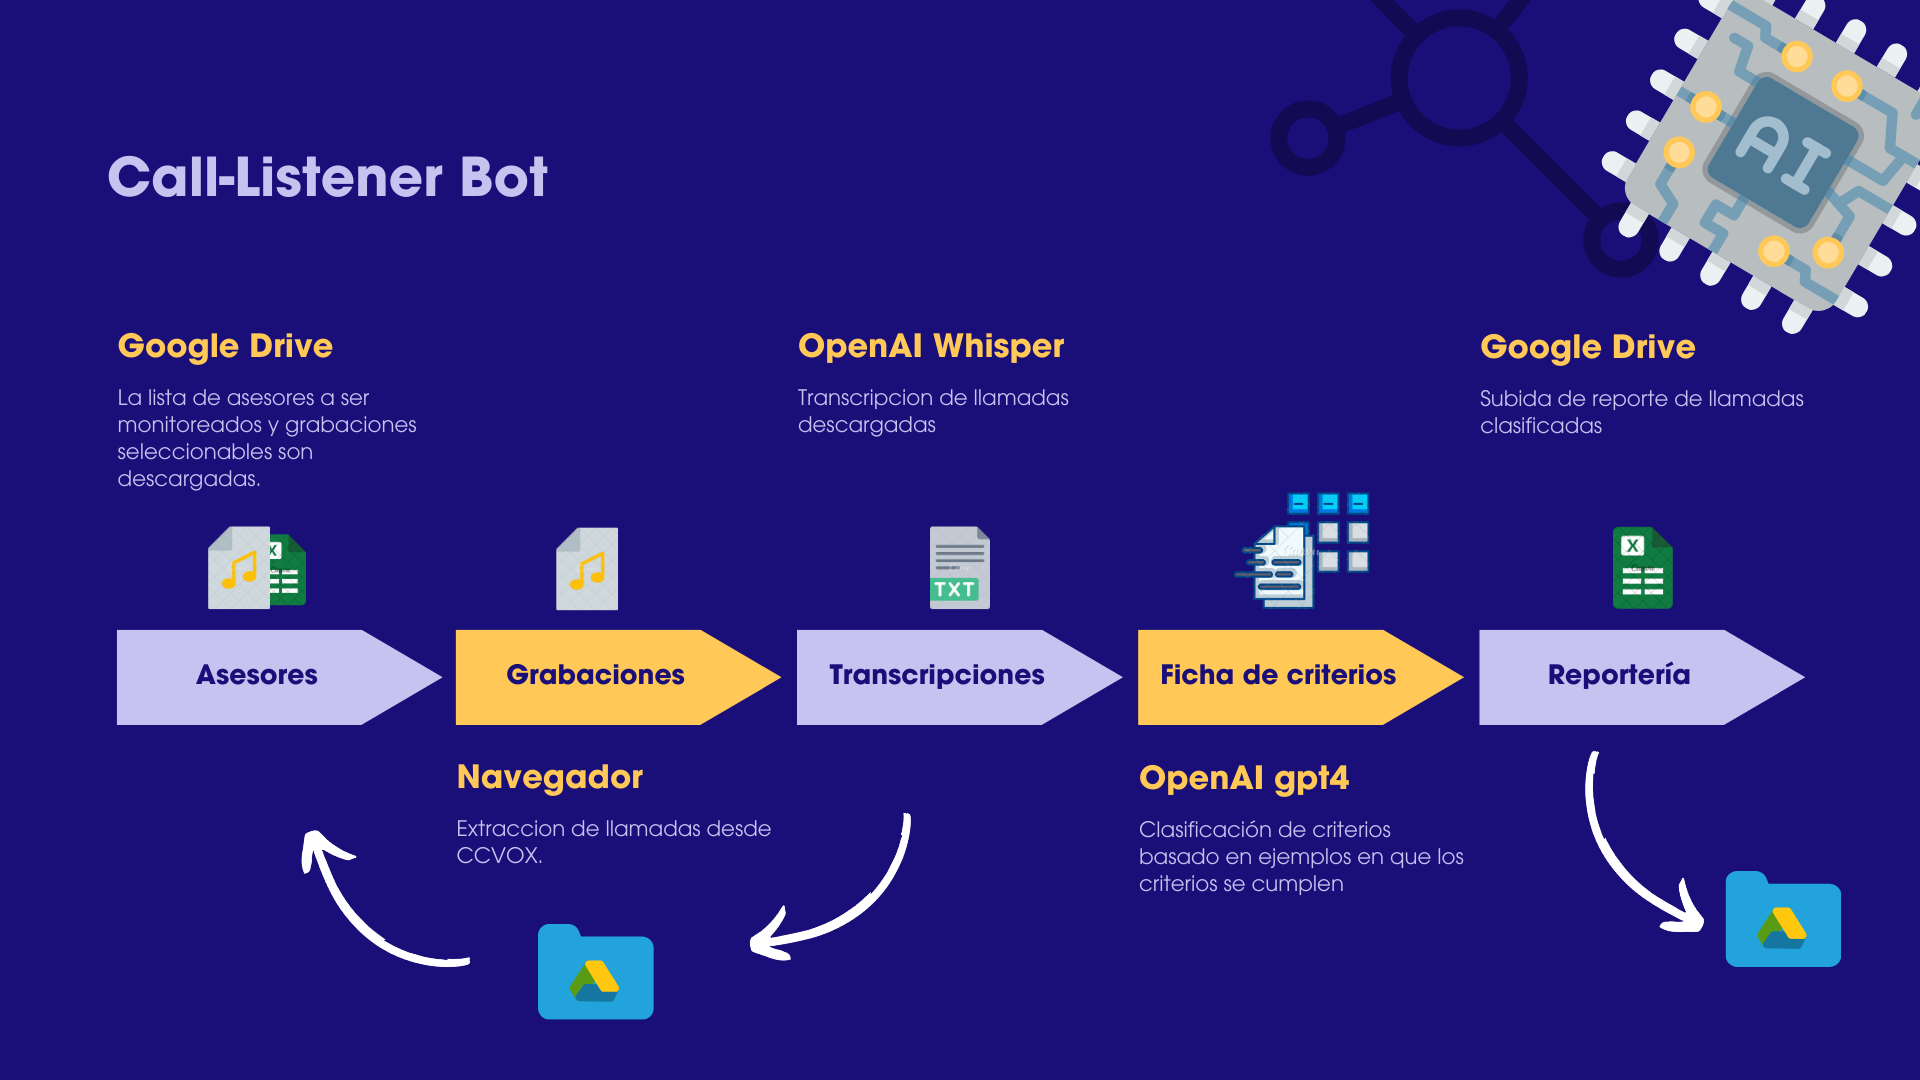 AI
Call-Listener Bot
Google Drive
La lista de asesores a ser
monitoreados y grabaciones
seleccionables son
descargadas.
OpenAI Whisper
Transcripcion de llamadas
descargadas
Google Drive
Subida de reporte de llamadas
clasificadas
X
TXT
X
Asesores
Grabaciones
Transcripciones
Ficha de criterios
Reportería
Navegador
Extraccion de llamadas desde
CCVOX.
OpenAI gpt4
Clasificación de criterios
basado en ejemplos en que los
criterios se cumplen